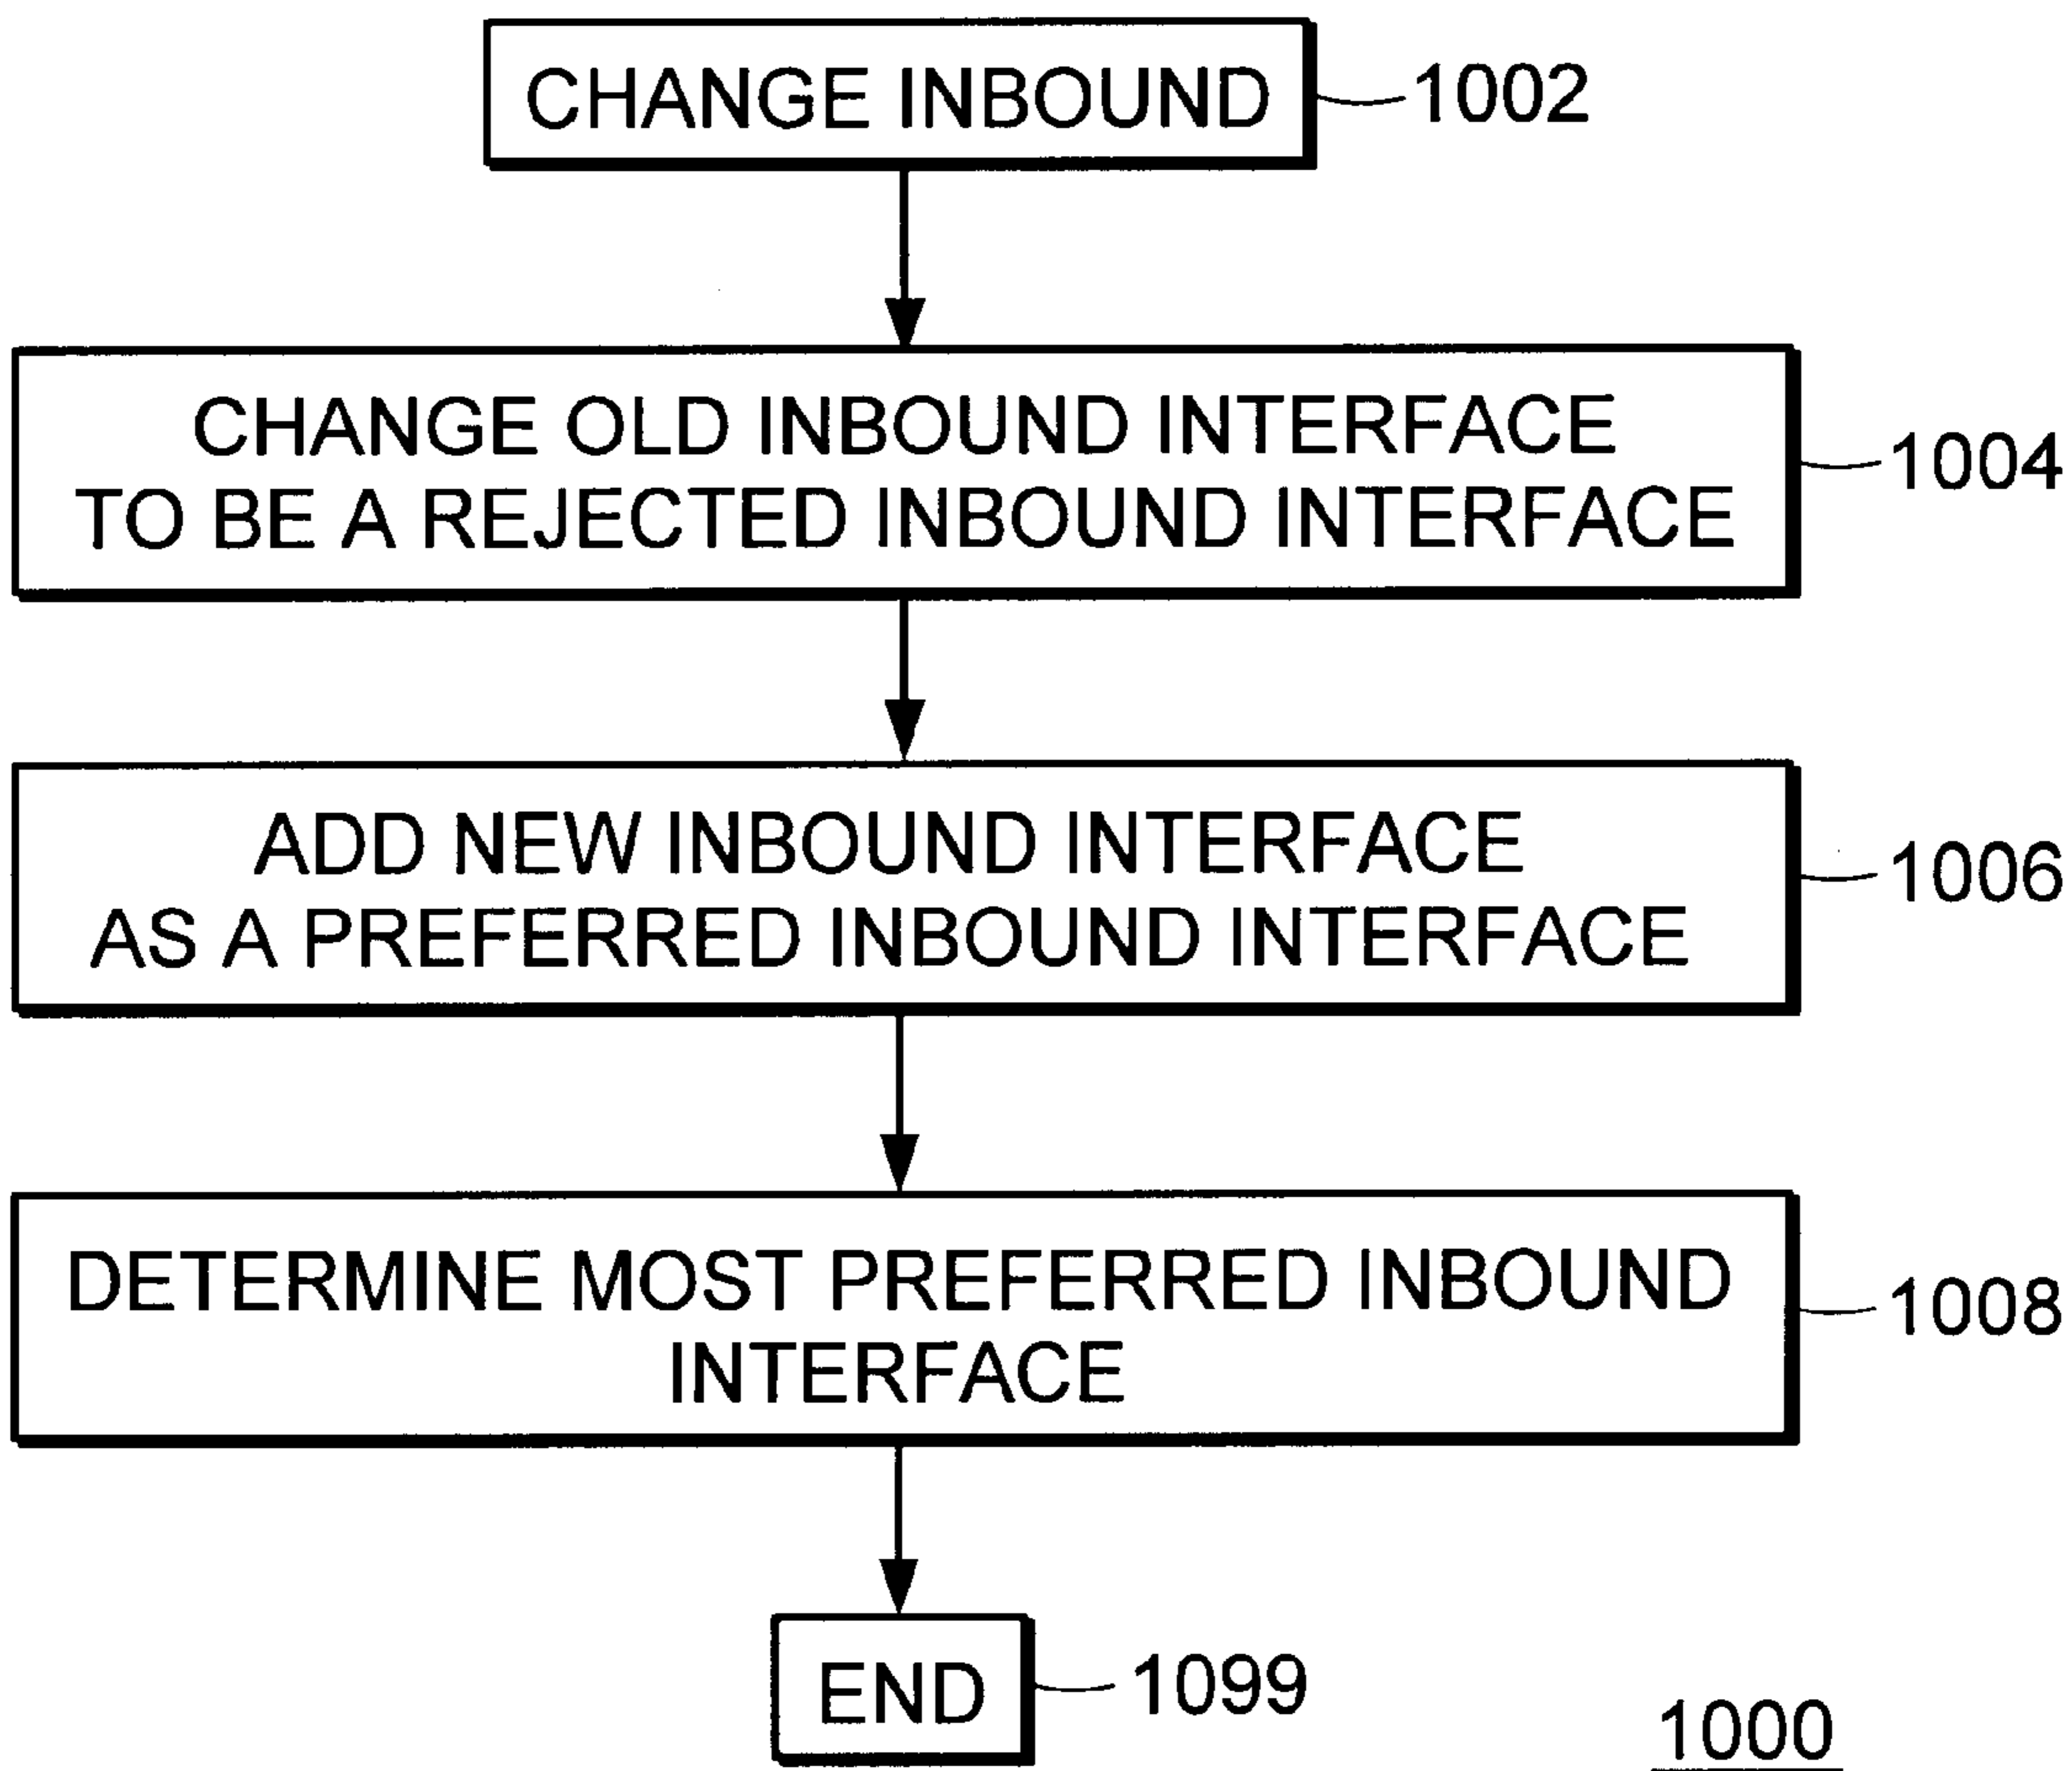 CHANGE INBOUND
1002
CHANGE OLD INBOUND INTERFACE
TO BE A REJECTED INBOUND INTERFACE
1004
ADD NEW INBOUND INTERFACE
AS A PREFERRED INBOUND INTERFACE
1006
DETERMINE MOST PREFERRED INBOUND
INTERFACE
1008
END
1099
1000